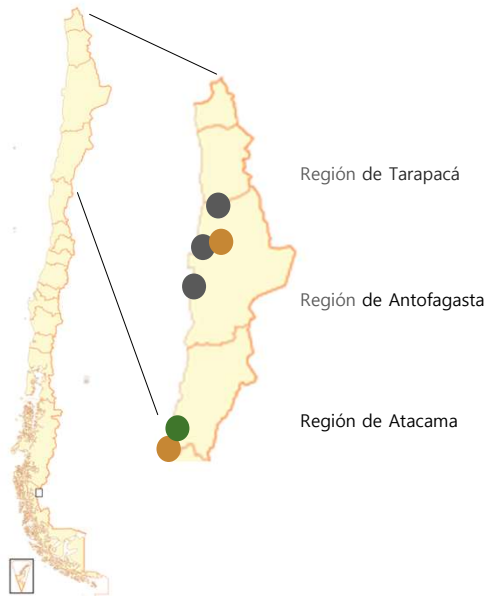 Región de Tarapacá
Región de Antofagasta
Región de Atacama